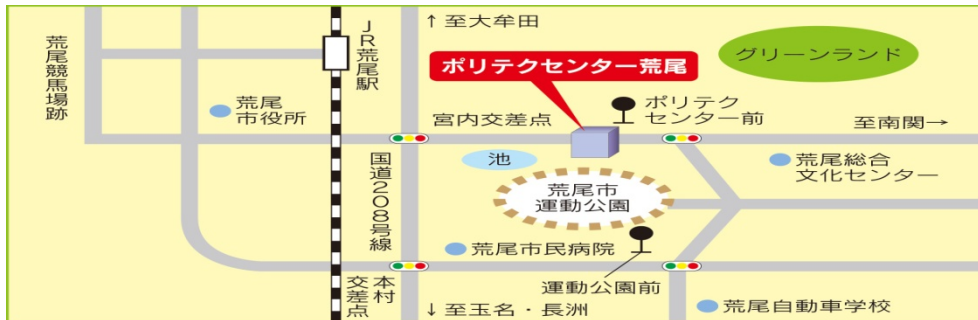 ↑至大牟田
JR荒尾駅
荒尾競馬場跡
グリーンランド
ポリテクセンター荒尾
荒尾
市役所
ポリテク
センター前
宮内交差点
至南関→
池
荒尾総合
文化センター
国道208号線
荒尾市
運動公園
荒尾市民病院
本村
交差点
運動公園前
↓至玉名・長洲
荒尾自動車学校